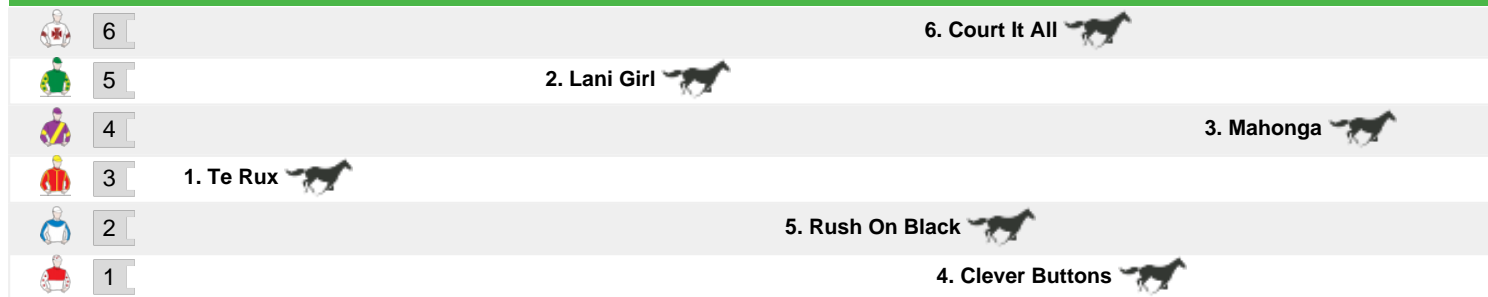 6 6. Court It All
5 2. Lani Girl
4 3. Mahonga
3 1. Te Rux
2 5. Rush On Black
1 4. Clever Buttons